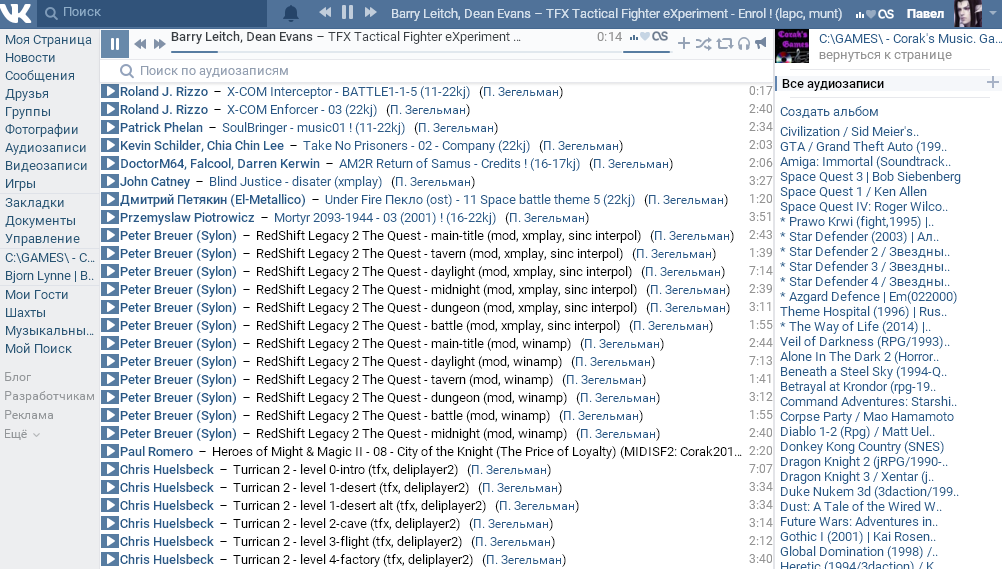 Поиск
Barry Leitch, Dean Evans – TFX Tactical Fighter eXperiment - Enrol ! (lapc, munt)
Павел
Моя Страница
Новости
Сообщения
Друзья
Группы
Фотографии
Аудиозаписи
Видеозаписи
Игры
Закладки
Документы
Управление
C:\GAMES\ - C...
Bjorn Lynne | B..
Мои Гости
Шахты
Музыкальны...
Мой Поиск
Блог
Разработчикам
Реклама
Ещё
Barry Leitch, Dean Evans – TFX Tactical Fighter eXperiment ... 0:14
Поиск по аудиозаписям
Roland J. Rizzo – X-COM Interceptor - BATTLE1-1-5 (11-22kj) (П. Зегельман) 0:17
Roland J. Rizzo – X-COM Enforcer - 03 (22kj) (П. Зегельман) 2:40
Patrick Phelan – SoulBringer - music01 ! (11-22kj) (П. Зегельман) 2:34
Kevin Schilder, Chia Chin Lee – Take No Prisoners - 02 - Company (22kj) (П. Зегельман) 2:03
DoctorM64, Falcool, Darren Kerwin – AM2R Return of Samus - Credits ! (16-17kj) (П. Зегельман) 2:06
John Catney – Blind Justice - disater (xmplay) (П. Зегельман) 3:27
Дмитрий Петякин (El-Metallico) – Under Fire Пекло (ost) - 11 Space battle theme 5 (22kj) (П. Зегельман) 1:20
Przemyslaw Piotrowicz – Mortyr 2093-1944 - 03 (2001) ! (16-22kj) (П. Зегельман) 3:51
Peter Breuer (Sylon) – RedShift Legacy 2 The Quest - main-title (mod, xmplay, sinc interpol) (П. Зегельман) 2:43
Peter Breuer (Sylon) – RedShift Legacy 2 The Quest - tavern (mod, xmplay, sinc interpol) (П. Зегельман) 1:39
Peter Breuer (Sylon) – RedShift Legacy 2 The Quest - daylight (mod, xmplay, sinc interpol) (П. Зегельман) 7:14
Peter Breuer (Sylon) – RedShift Legacy 2 The Quest - midnight (mod, xmplay, sinc interpol) (П. Зегельман) 2:39
Peter Breuer (Sylon) – RedShift Legacy 2 The Quest - dungeon (mod, xmplay, sinc interpol) (П. Зегельман) 3:11
Peter Breuer (Sylon) – RedShift Legacy 2 The Quest - battle (mod, xmplay, sinc interpol) (П. Зегельман) 1:55
Peter Breuer (Sylon) – RedShift Legacy 2 The Quest - main-title (mod, winamp) (П. Зегельман) 2:44
Peter Breuer (Sylon) – RedShift Legacy 2 The Quest - daylight (mod, winamp) (П. Зегельман) 7:13
Peter Breuer (Sylon) – RedShift Legacy 2 The Quest - tavern (mod, winamp) (П. Зегельман) 1:41
Peter Breuer (Sylon) – RedShift Legacy 2 The Quest - dungeon (mod, winamp) (П. Зегельман) 3:12
Peter Breuer (Sylon) – RedShift Legacy 2 The Quest - battle (mod, winamp) (П. Зегельман) 1:55
Peter Breuer (Sylon) – RedShift Legacy 2 The Quest - midnight (mod, winamp) (П. Зегельман) 2:40
Paul Romero – Heroes of Might & Magic II - 08 - City of the Knight (The Price of Loyalty) (MIDISF2: Corak201... 2:20
Chris Huelsbeck – Turrican 2 - level 0-intro (tfx, deliplayer2) (П. Зегельман) 7:07
Chris Huelsbeck – Turrican 2 - level 1-desert (tfx, deliplayer2) (П. Зегельман) 3:34
Chris Huelsbeck – Turrican 2 - level 1-desert alt (tfx, deliplayer2) (П. Зегельман) 3:34
Chris Huelsbeck – Turrican 2 - level 2-cave (tfx, deliplayer2) (П. Зегельман) 3:14
Chris Huelsbeck – Turrican 2 - level 3-flight (tfx, deliplayer2) (П. Зегельман) 2:12
Chris Huelsbeck – Turrican 2 - level 4-factory (tfx, deliplayer2) (П. Зегельман) 3:40
Corak's Games
C:\GAMES\ - Corak's Music. Ga...
вернуться к странице
Все аудиозаписи
Создать альбом
Civilization / Sid Meier's..
GTA / Grand Theft Auto (199..
Amiga: Immortal (Soundtrack..
Space Quest 3 | Bob Siebenberg
Space Quest 1 / Ken Allen
Space Quest IV: Roger Wilco..
* Prawo Krwi (fight,1995) |..
* Star Defender (2003) | Ал..
* Star Defender 2 / Звездны..
* Star Defender 3 / Звездны..
* Star Defender 4 / Звездны..
* Azgard Defence | Em(022000)
Theme Hospital (1996) | Rus..
* The Way of Life (2014) |..
Veil of Darkness (RPG/1993)..
Alone In The Dark 2 (Horror..
Beneath a Steel Sky (1994-Q..
Betrayal at Krondor (rpg-19..
Command Adventures: Starshi..
Corpse Party / Mao Hamamoto
Diablo 1-2 (Rpg) / Matt Uel..
Donkey Kong Country (SNES)
Dragon Knight 2 (jRPG/1990-..
Dragon Knight 3 / Xentar (j..
Duke Nukem 3d (3daction/199..
Dust: A Tale of the Wired W..
Future Wars: Adventures in..
Gothic I (2001) | Kai Rosen..
Global Domination (1998) /..
Heretic (1994/3daction) / K..